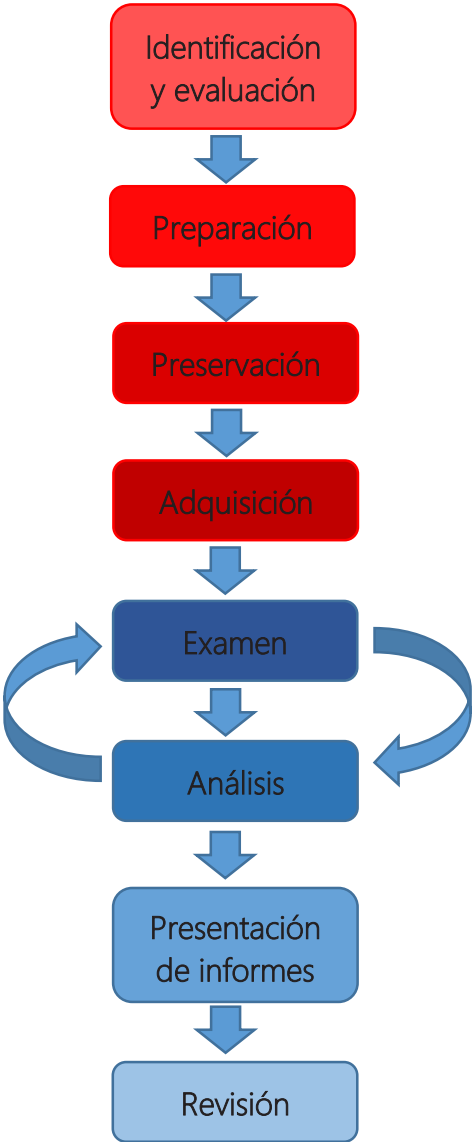 Identificación
y evaluación
Preparación
Preservación
Adquisición
Examen
Análisis
Presentación
de informes
Revisión